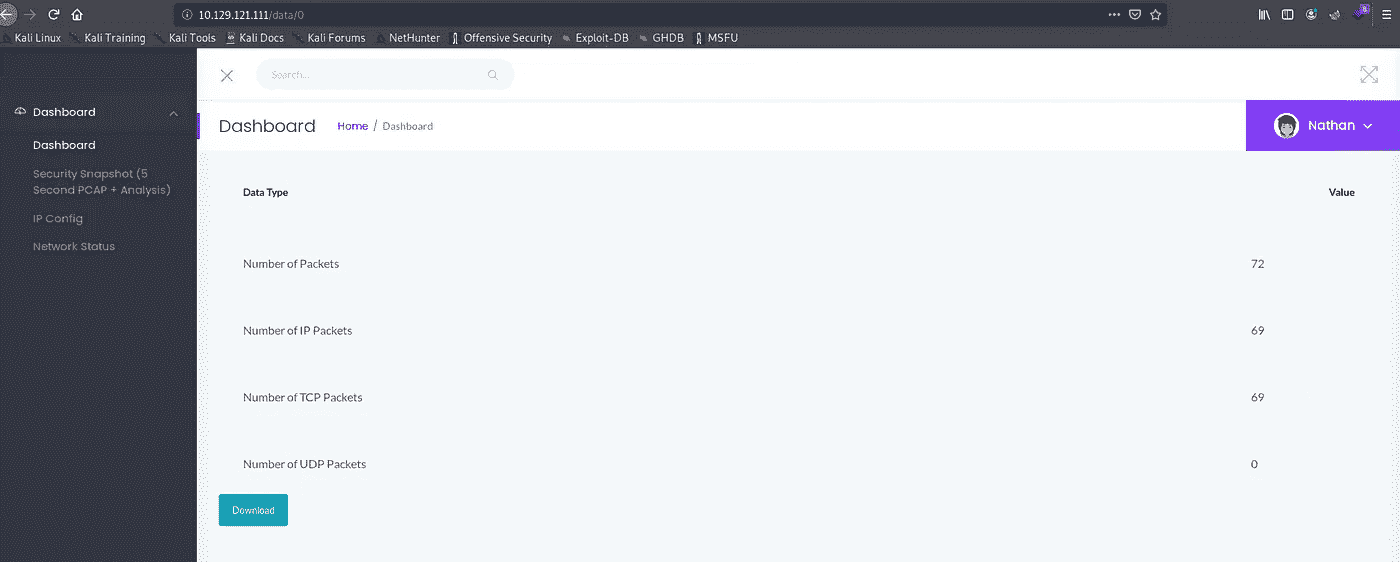 10.129.121.111/data/0
Kali Linux Kali Training Kali Tools Kali Docs Kali Forums NetHunter Offensive Security Exploit-DB GHDB MSFU
Search...
Dashboard
Dashboard Home / Dashboard
Nathan
Dashboard
Security Snapshot (5
Second PCAP + Analysis)
IP Config
Network Status
Data Type Value
Number of Packets 72
Number of IP Packets 69
Number of TCP Packets 69
Number of UDP Packets 0
Download